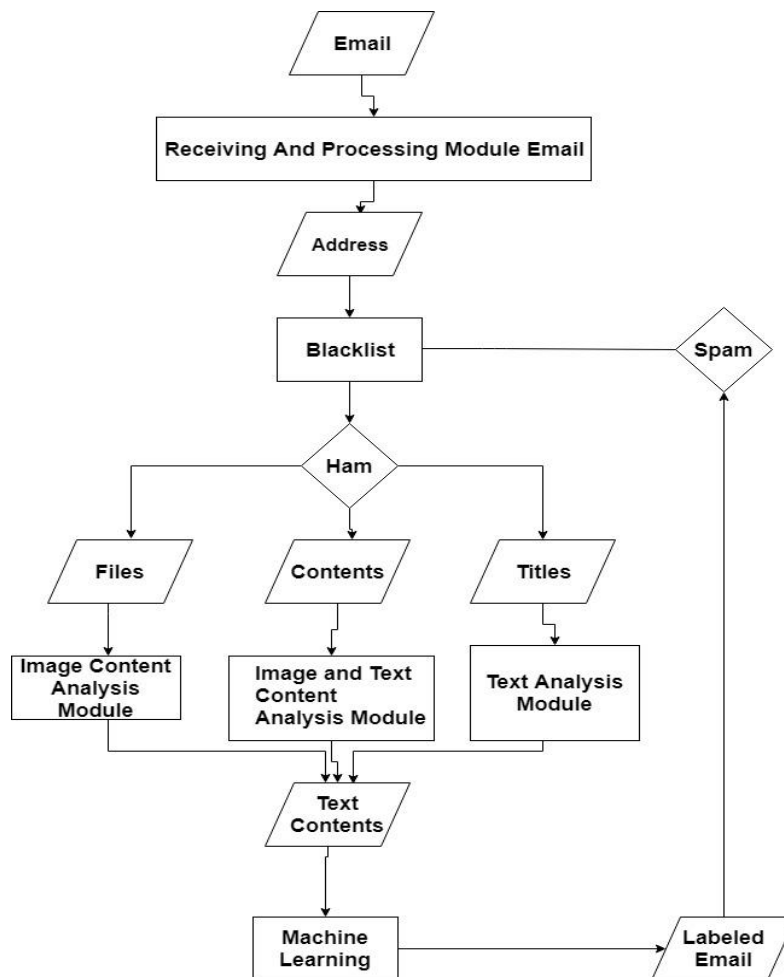 Email
Receiving And Processing Module Email
Address
Blacklist
Spam
Ham
Files
Contents
Titles
Image Content
Analysis
Module
Image and Text
Content
Analysis Module
Text Analysis
Module
Text
Contents
Machine
Learning
Labeled
Email